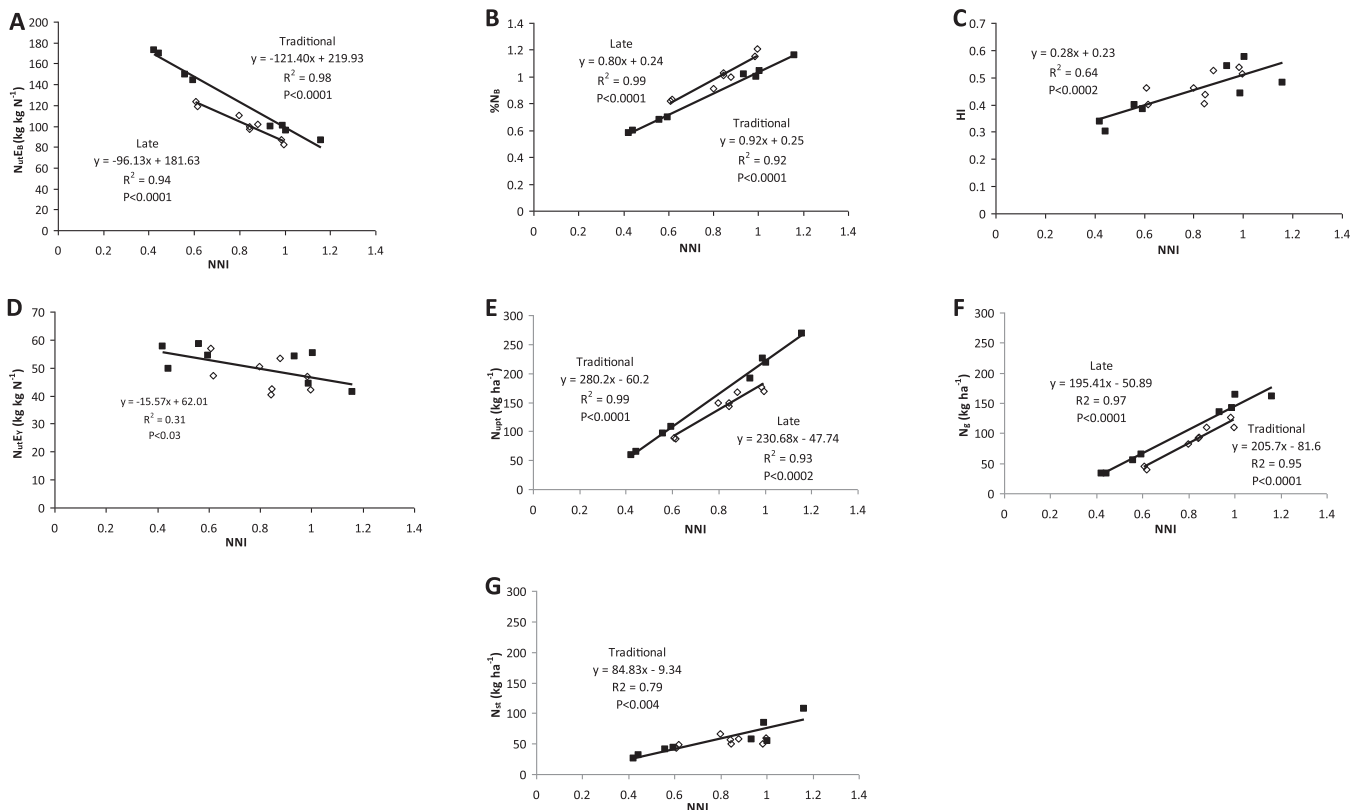 A
200
180
160
140
120
100
80
60
40
20
0
0 0.2 0.4 0.6 0.8 1 1.2 1.4
NNI
NutEB (kg kg N-1)
Traditional
y = -121.40x + 219.93
R2 = 0.98
P<0.0001
Late
y = -96.13x + 181.63
R2 = 0.94
P<0.0001
B
1.4
1.2
1
0.8
0.6
0.4
0.2
0
0 0.2 0.4 0.6 0.8 1 1.2 1.4
NNI
%NB
Late
y = 0.80x + 0.24
R2 = 0.99
P<0.0001
Traditional
y = 0.92x + 0.25
R2 = 0.92
P<0.0001
C
0.7
0.6
0.5
0.4
0.3
0.2
0.1
0
0 0.2 0.4 0.6 0.8 1 1.2 1.4
NNI
HI
y = 0.28x + 0.23
R2 = 0.64
P<0.0002
D
70
60
50
40
30
20
10
0
0 0.2 0.4 0.6 0.8 1 1.2 1.4
NNI
NutEY (kg kg N-1)
y = -15.57x + 62.01
R2 = 0.31
P<0.03
E
300
250
200
150
100
50
0
0 0.2 0.4 0.6 0.8 1 1.2 1.4
NNI
Nupt (kg ha-1)
Traditional
y = 280.2x - 60.2
R2 = 0.99
P<0.0001
Late
y = 230.68x - 47.74
R2 = 0.93
P<0.0002
F
300
250
200
150
100
50
0
0 0.2 0.4 0.6 0.8 1 1.2 1.4
NNI
Ng (kg ha-1)
Late
y = 195.41x - 50.89
R2 = 0.97
P<0.0001
Traditional
y = 205.7x - 81.6
R2 = 0.95
P<0.0001
G
300
250
200
150
100
50
0
0 0.2 0.4 0.6 0.8 1 1.2 1.4
NNI
Nst (kg ha-1)
Traditional
y = 84.83x - 9.34
R2 = 0.79
P<0.004